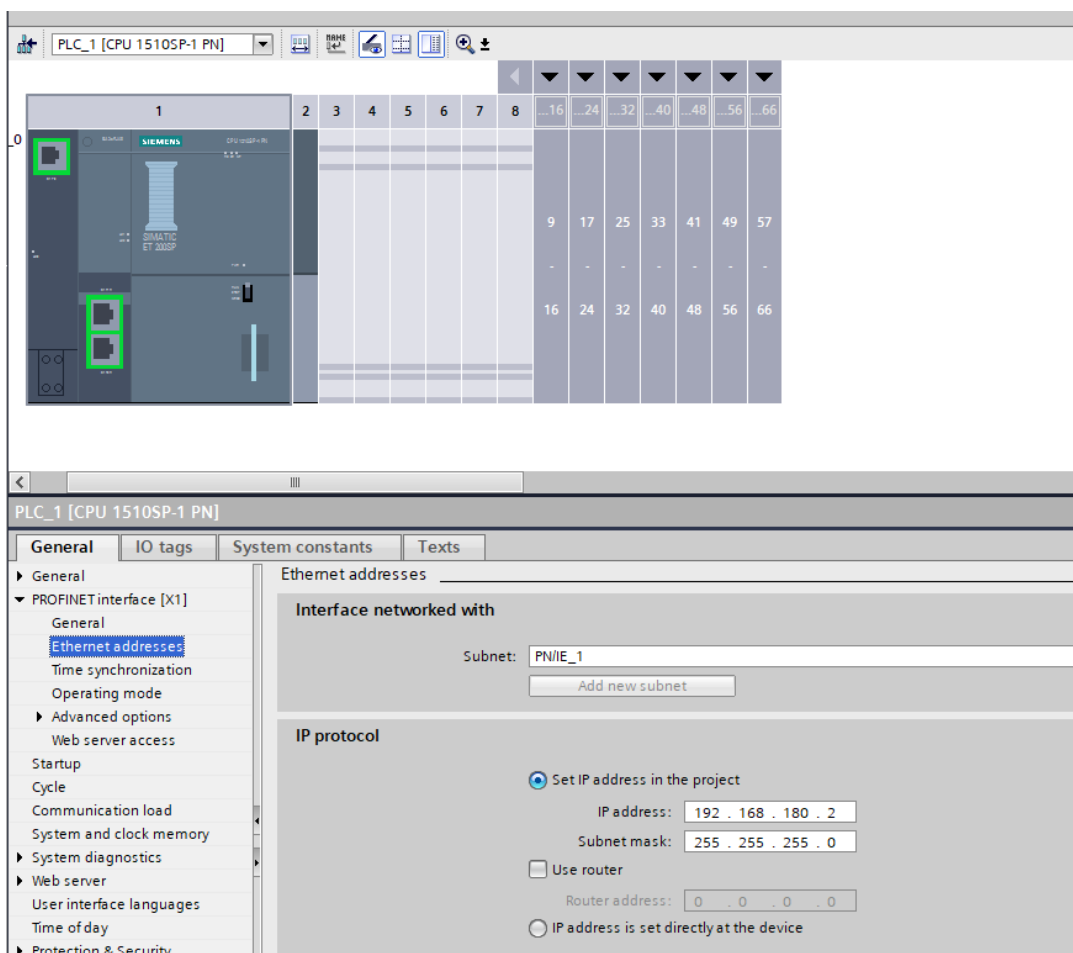 PLC_1 [CPU 1510SP-1 PN]
NAME
1 2 3 4 5 6 7 8 ...16 ...24 ...32 ...40 ...48 ...56 ...66
_0
SIEMENS
SIMATIC
ET 200SP
9 17 25 33 41 49 57
- - - - - - -
16 24 32 40 48 56 66
PLC_1 [CPU 1510SP-1 PN]
General IO tags System constants Texts
General
PROFINET interface [X1]
General
Ethernet addresses
Time synchronization
Operating mode
Advanced options
Web server access
Startup
Cycle
Communication load
System and clock memory
System diagnostics
Web server
User interface languages
Time of day
Protection & Security
Ethernet addresses
Interface networked with
Subnet: PN/IE_1
Add new subnet
IP protocol
Set IP address in the project
IP address: 192 . 168 . 180 . 2
Subnet mask: 255 . 255 . 255 . 0
Use router
Router address: 0 . 0 . 0 . 0
IP address is set directly at the device